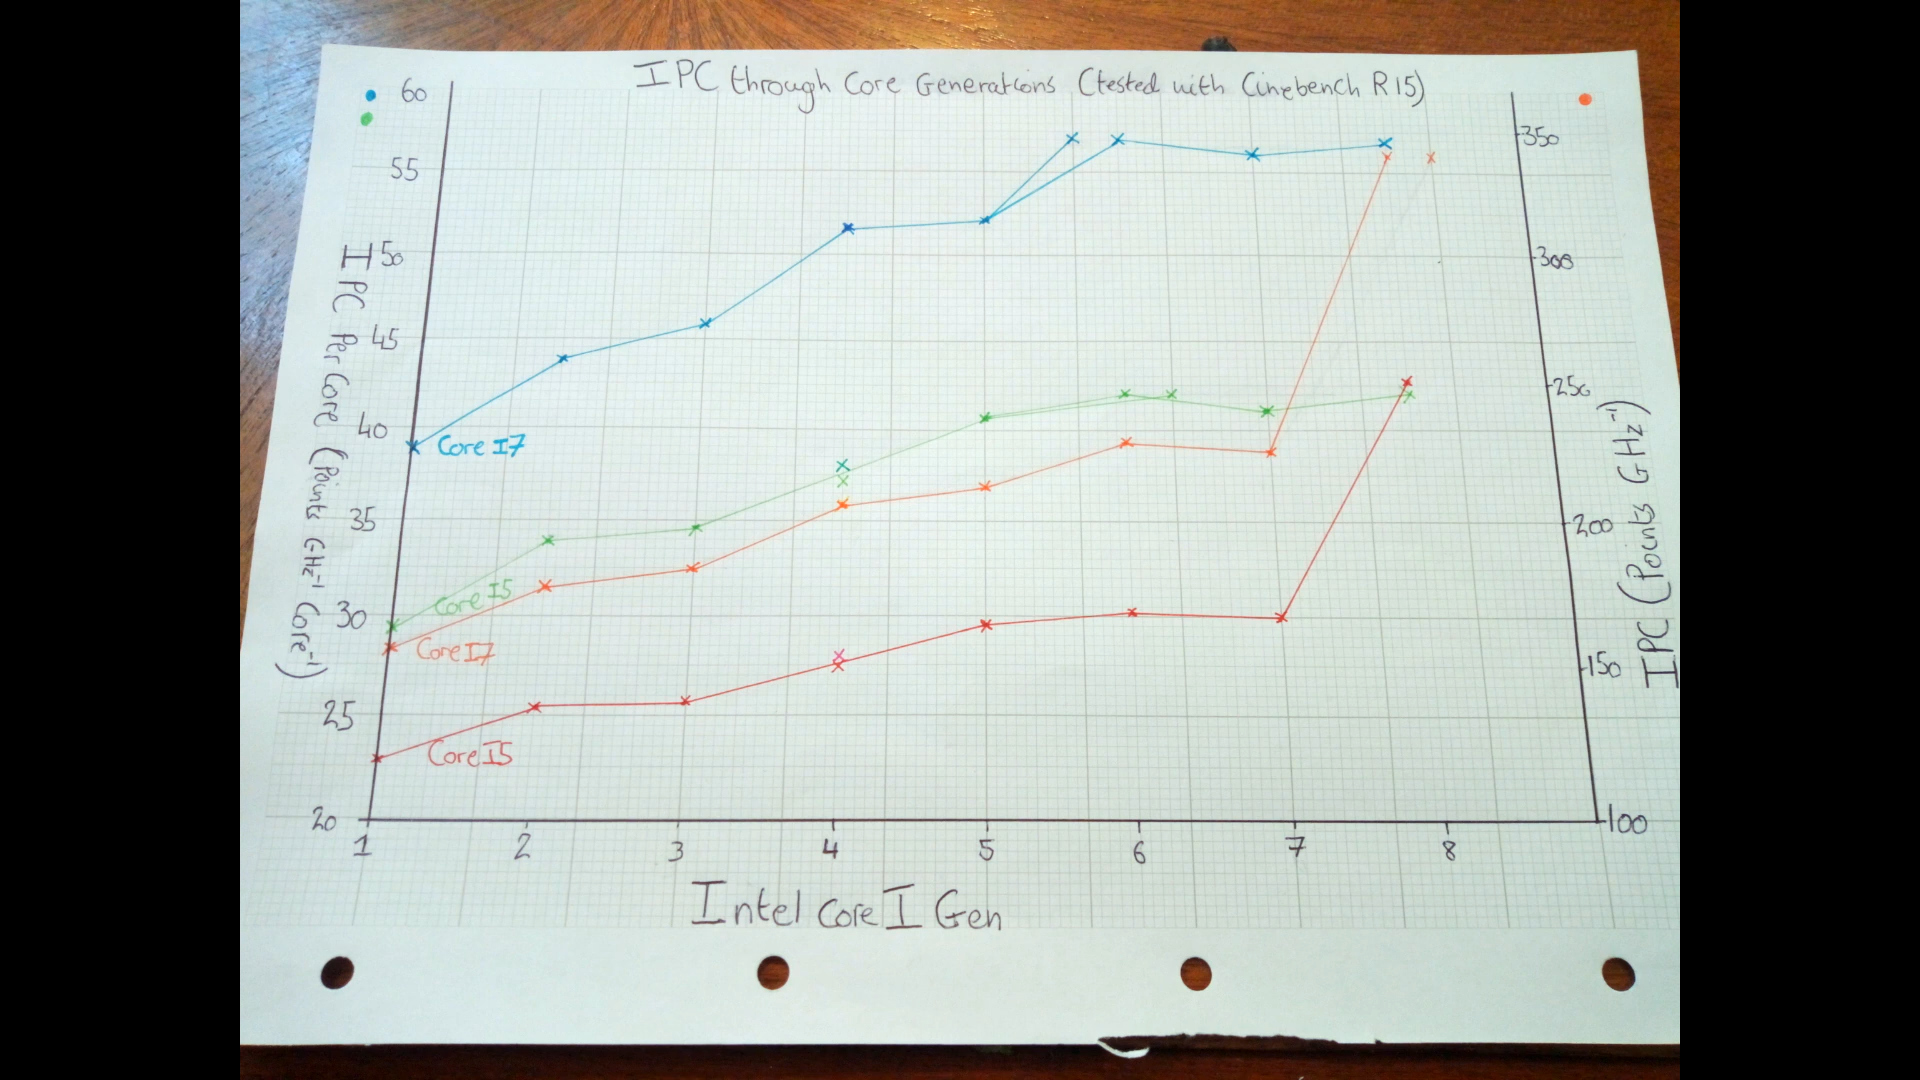 IPC through Core Generations (tested with Cinebench R15)
60
55
50
45
40
35
30
25
20
IPC Per Core (Points GHz⁻¹ Core⁻¹)
350
300
250
200
150
100
IPC (Points GHz⁻¹)
Core I7
Core I5
Core I7
Core I5
1 2 3 4 5 6 7 8
Intel Core I Gen